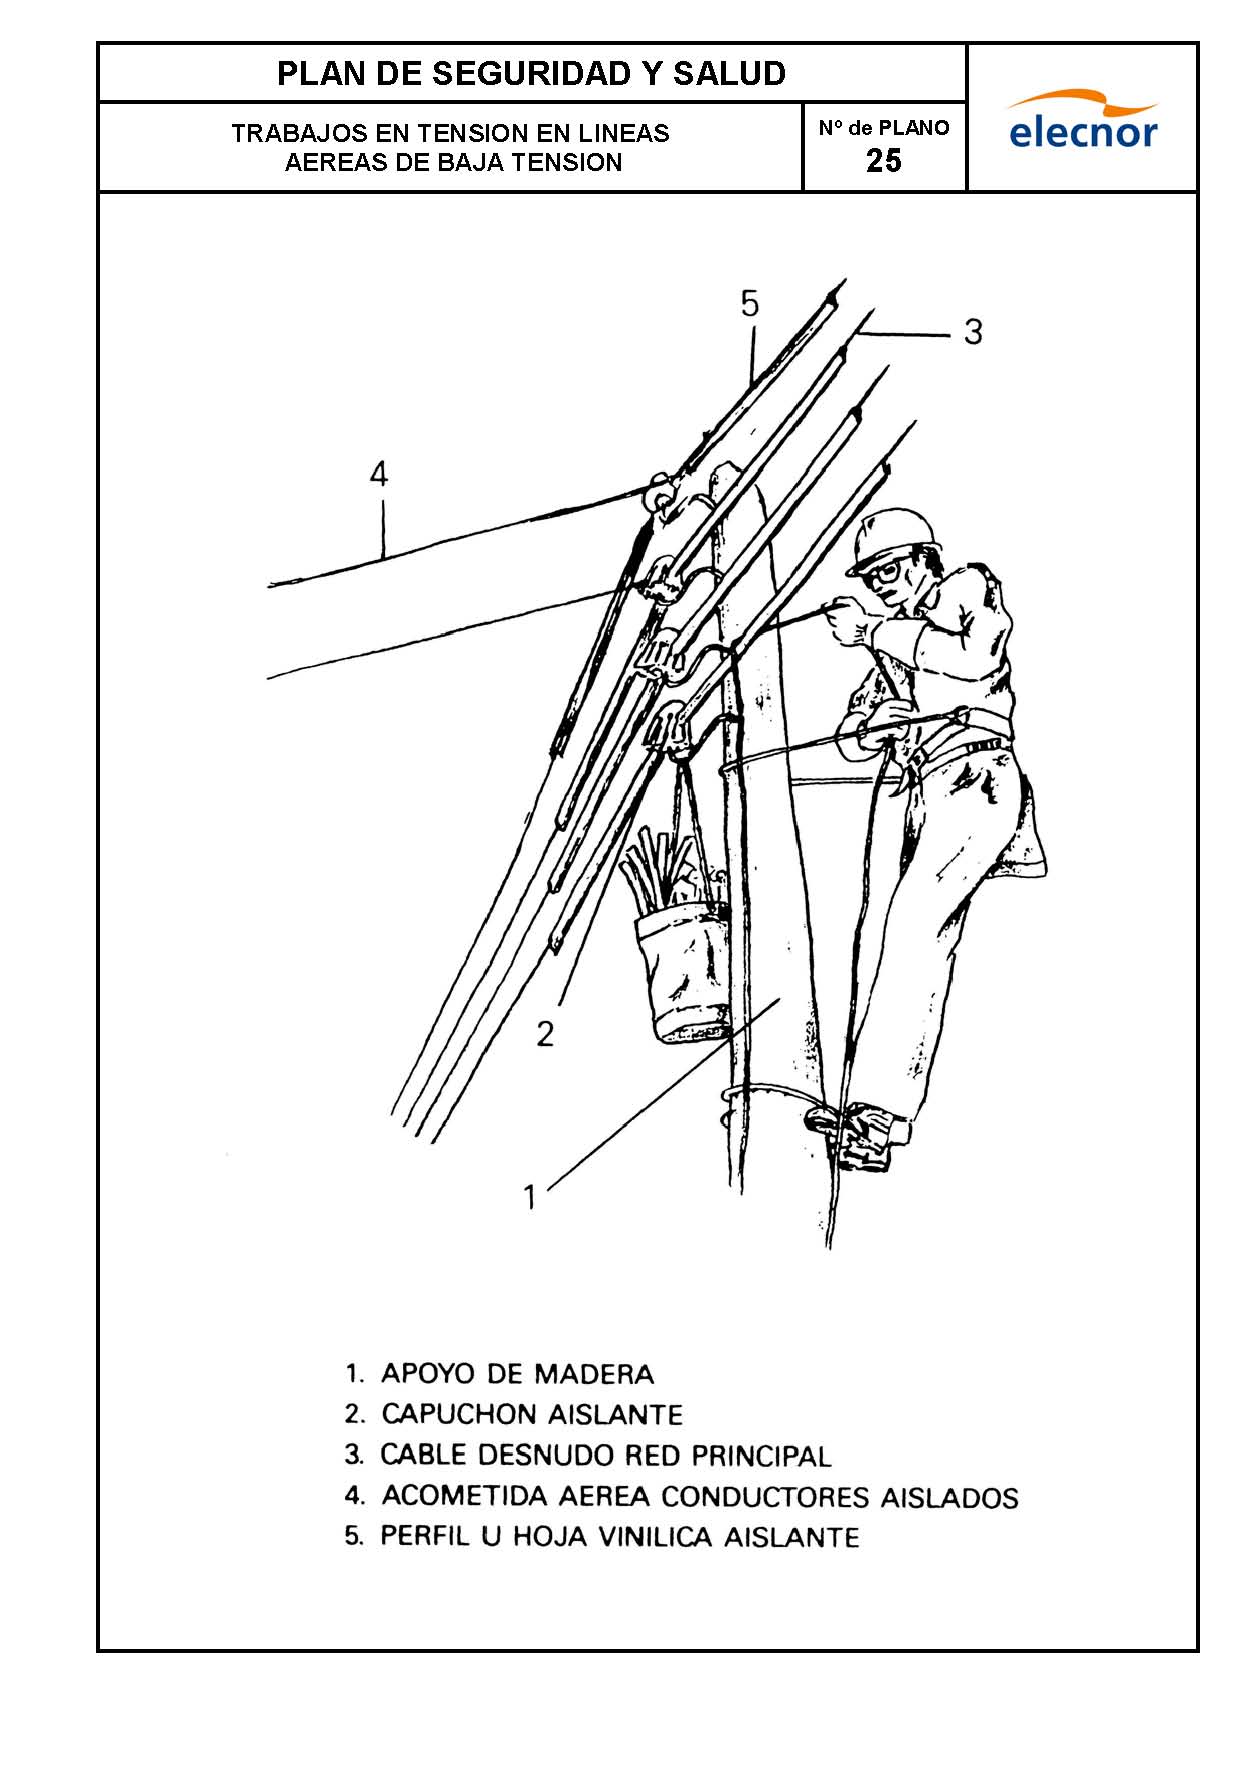 PLAN DE SEGURIDAD Y SALUD
TRABAJOS EN TENSION EN LINEAS
AEREAS DE BAJA TENSION
Nº de PLANO
25
elecnor
5
3
4
2
1
1. APOYO DE MADERA
2. CAPUCHON AISLANTE
3. CABLE DESNUDO RED PRINCIPAL
4. ACOMETIDA AEREA CONDUCTORES AISLADOS
5. PERFIL U HOJA VINILICA AISLANTE